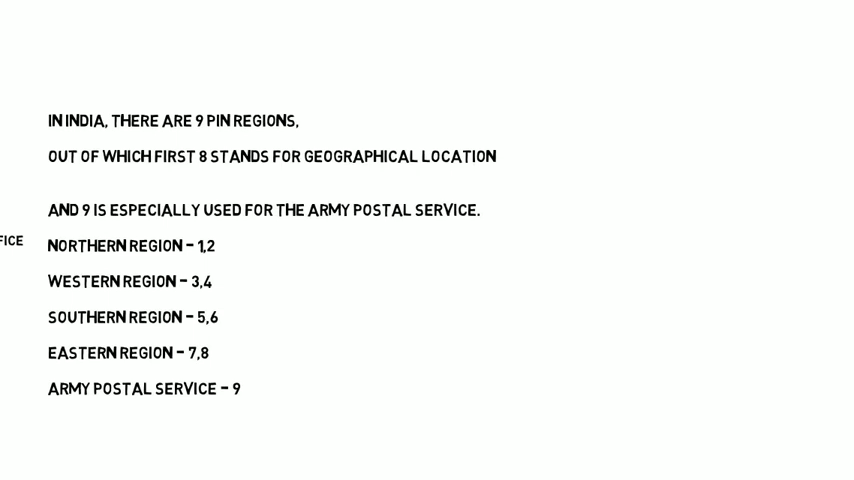 IN INDIA, THERE ARE 9 PIN REGIONS,
OUT OF WHICH FIRST 8 STANDS FOR GEOGRAPHICAL LOCATION
AND 9 IS ESPECIALLY USED FOR THE ARMY POSTAL SERVICE.
FICE
NORTHERN REGION - 1,2
WESTERN REGION - 3,4
SOUTHERN REGION - 5,6
EASTERN REGION - 7,8
ARMY POSTAL SERVICE - 9